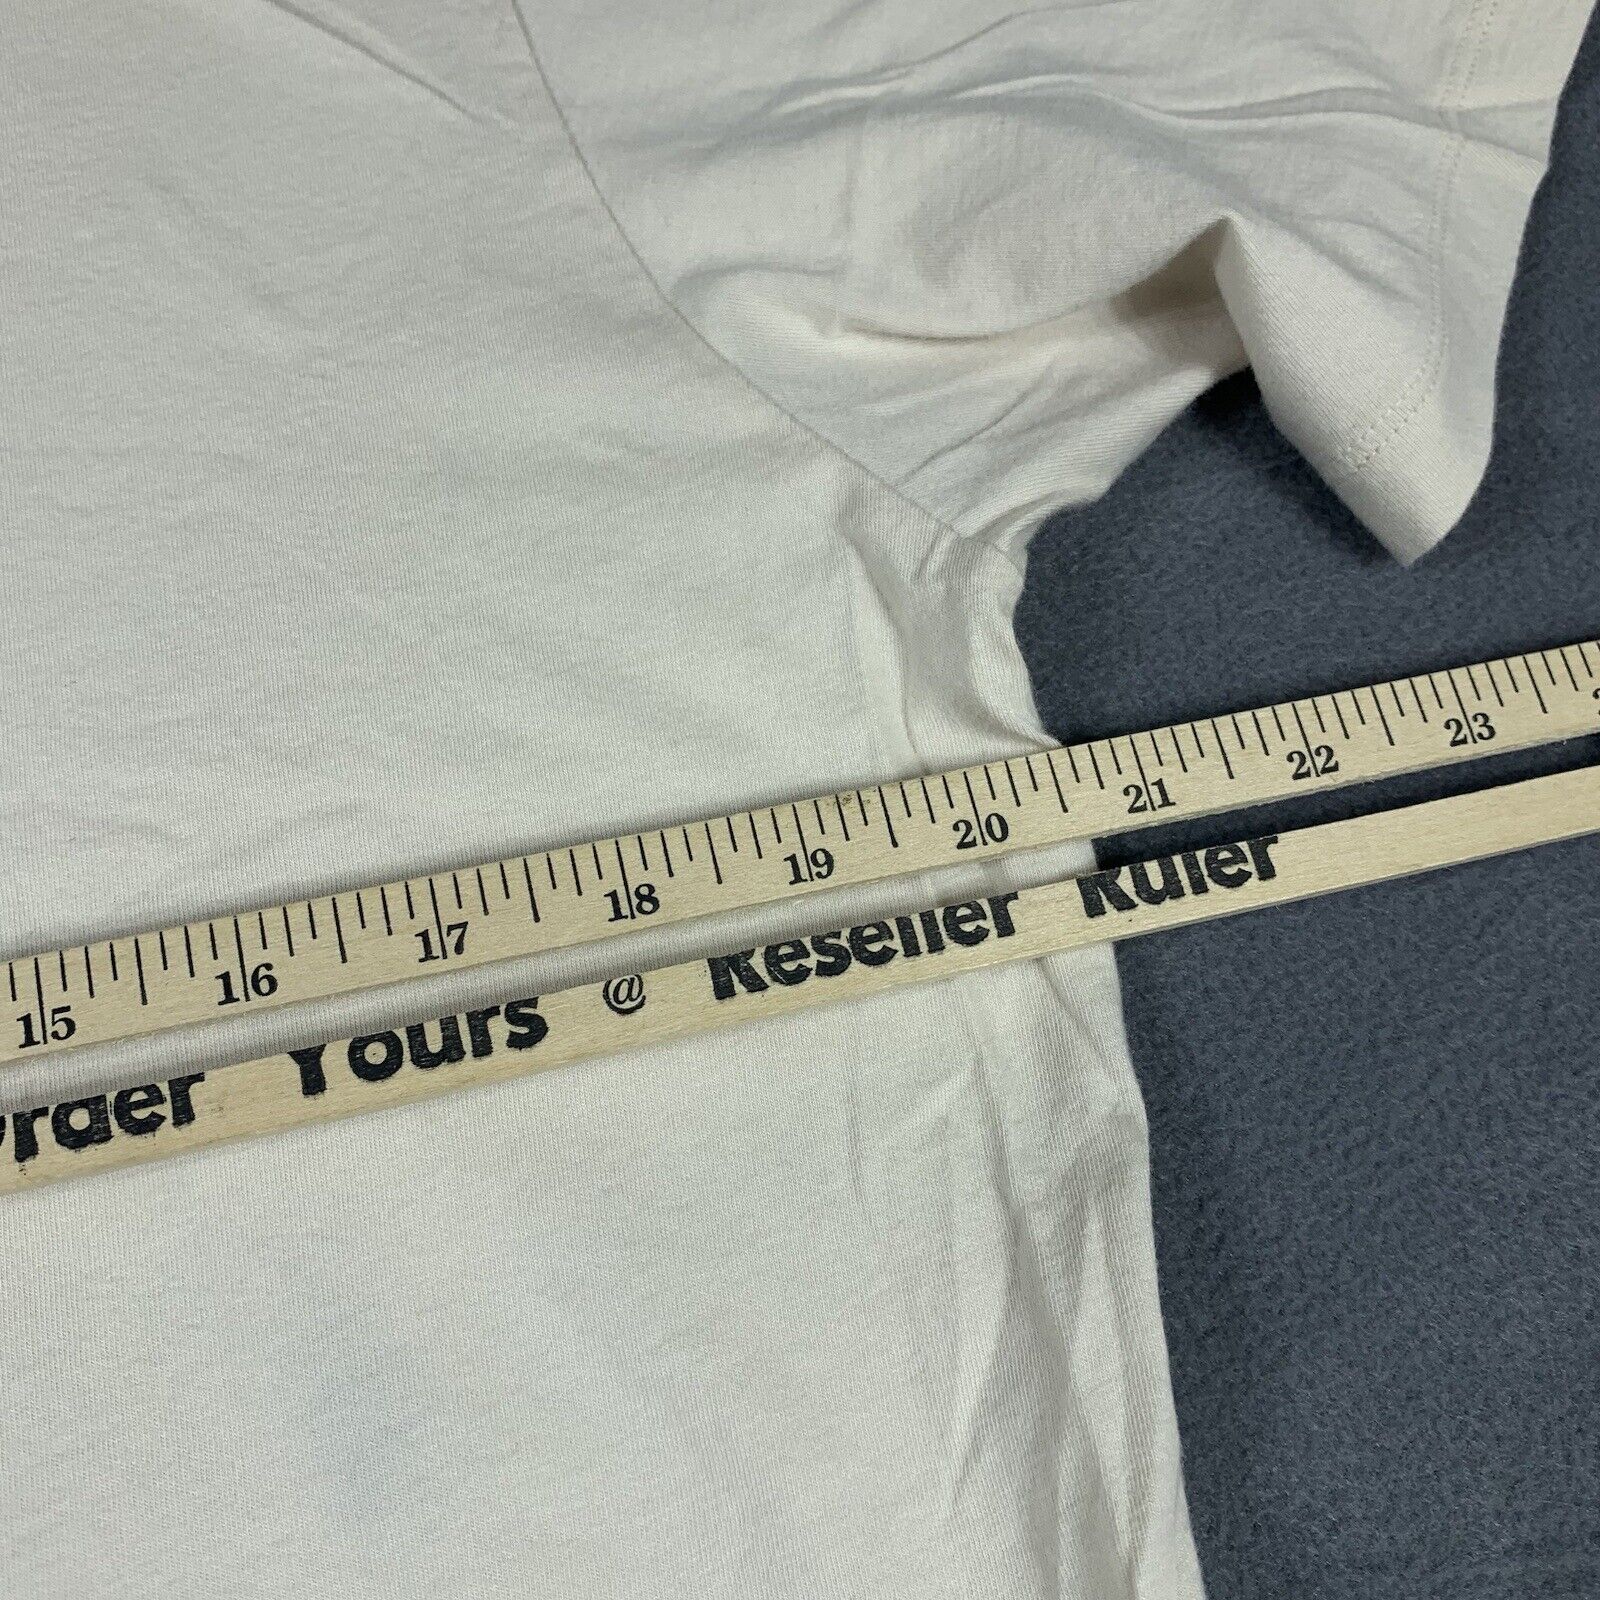 15 16 17 18 19 20 21 22 23
Order Yours @ Reseller Ruler